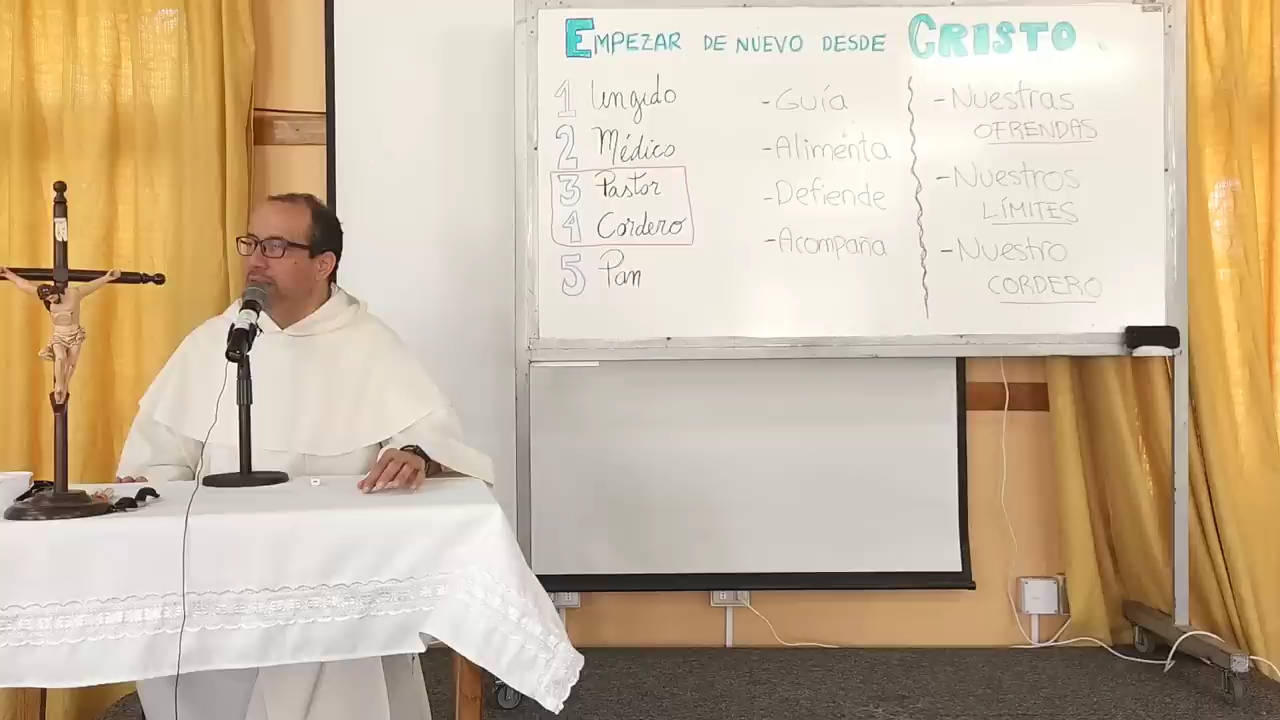 EMPEZAR DE NUEVO DESDE CRISTO
1 Ungido
2 Médico
3 Pastor
4 Cordero
5 Pan
- Guía
- Alimenta
- Defiende
- Acompaña
- Nuestras
OFRENDAS
- Nuestros
LÍMITES
- Nuestro
CORDERO